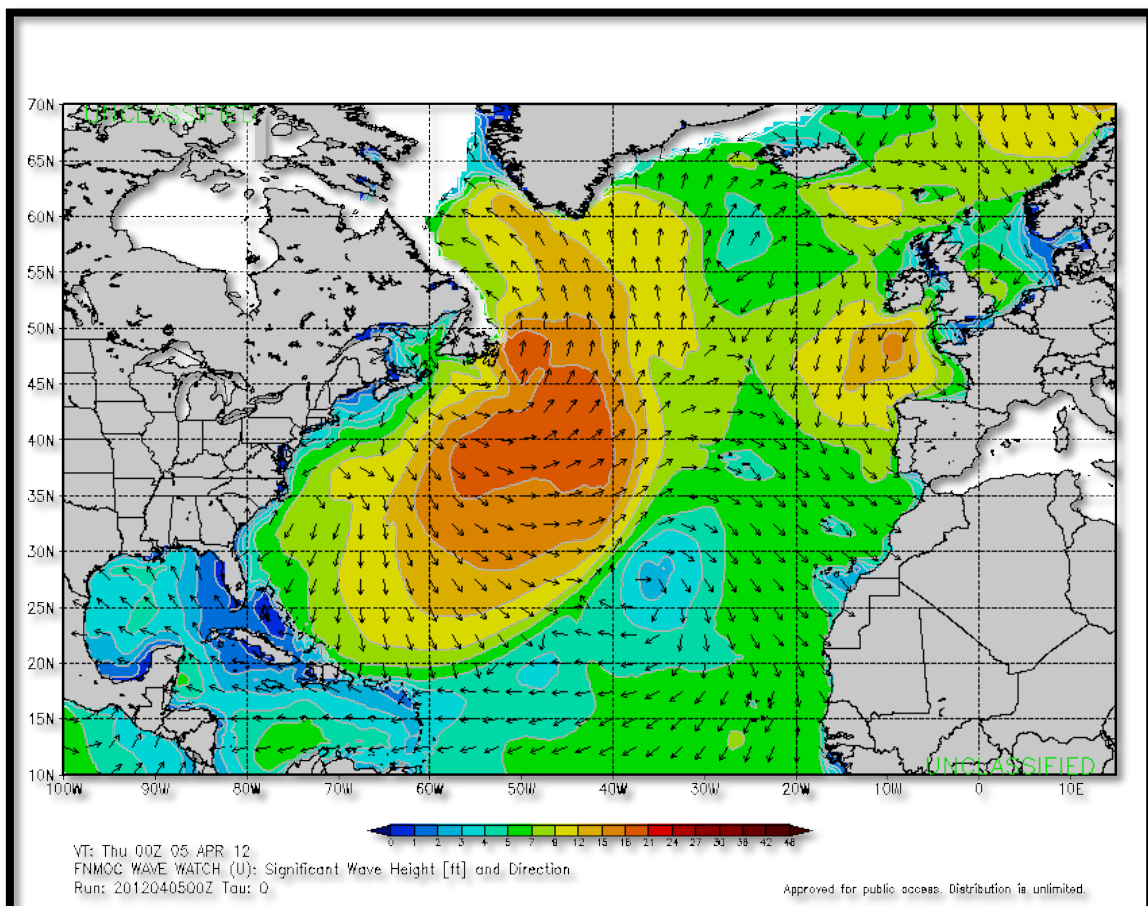 70N
UNCLASSIFIED
65N
60N
55N
50N
45N
40N
35N
30N
25N
20N
15N
UNCLASSIFIED
10N
100W 90W 80W 70W 60W 50W 40W 30W 20W 10W 0 10E
0 1 2 3 4 5 7 9 12 15 18 21 24 27 30 36 42 48
VT: Thu 00Z 05 APR 12
FNMOC WAVE WATCH (U): Significant Wave Height [ft] and Direction
Run: 2012040500Z Tau: 0
Approved for public access. Distribution is unlimited.